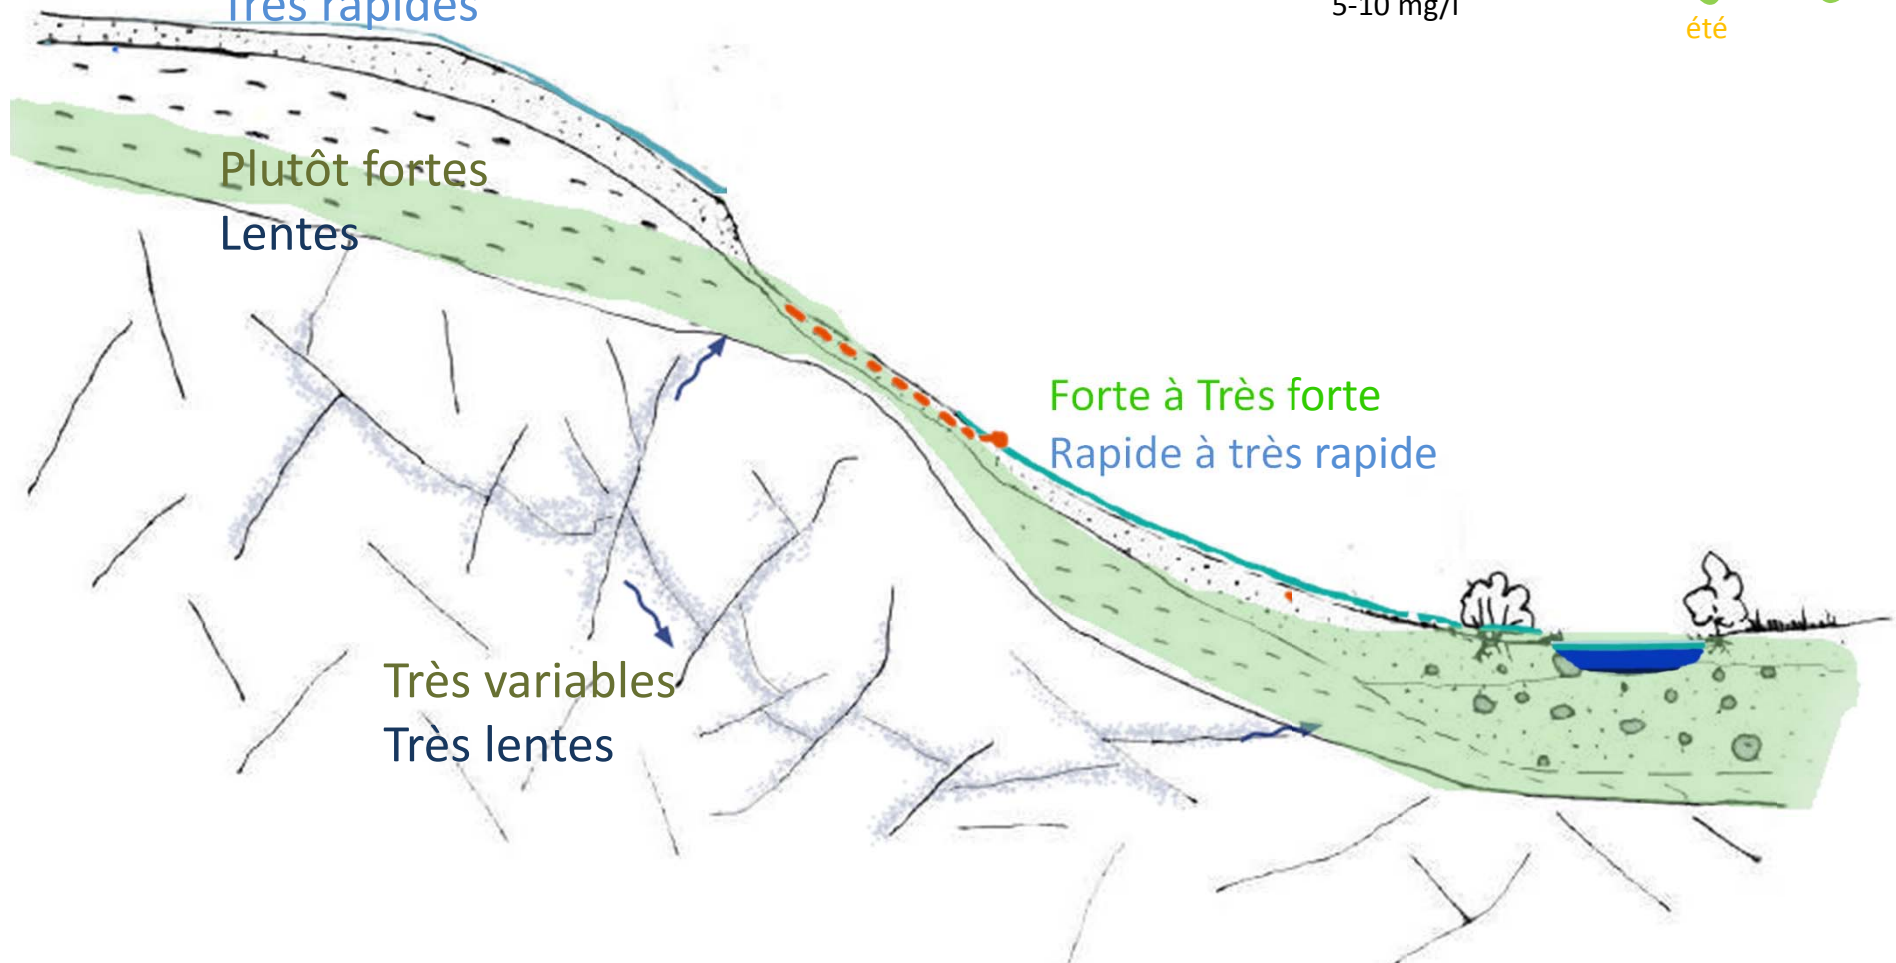 Très rapides
5-10 mg/l
été
Plutôt fortes
Lentes
Forte à Très forte
Rapide à très rapide
Très variables
Très lentes